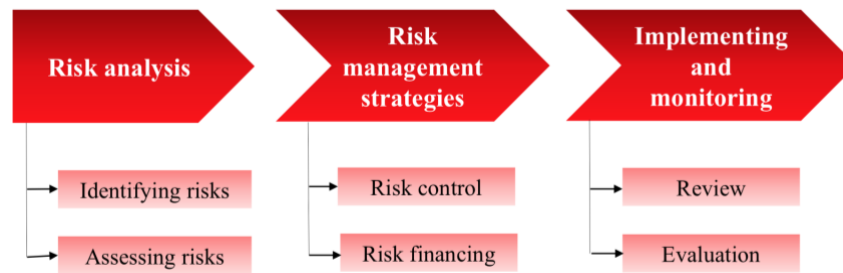 Risk analysis
Identifying risks
Assessing risks
Risk
management
strategies
Risk control
Risk financing
Implementing
and
monitoring
Review
Evaluation